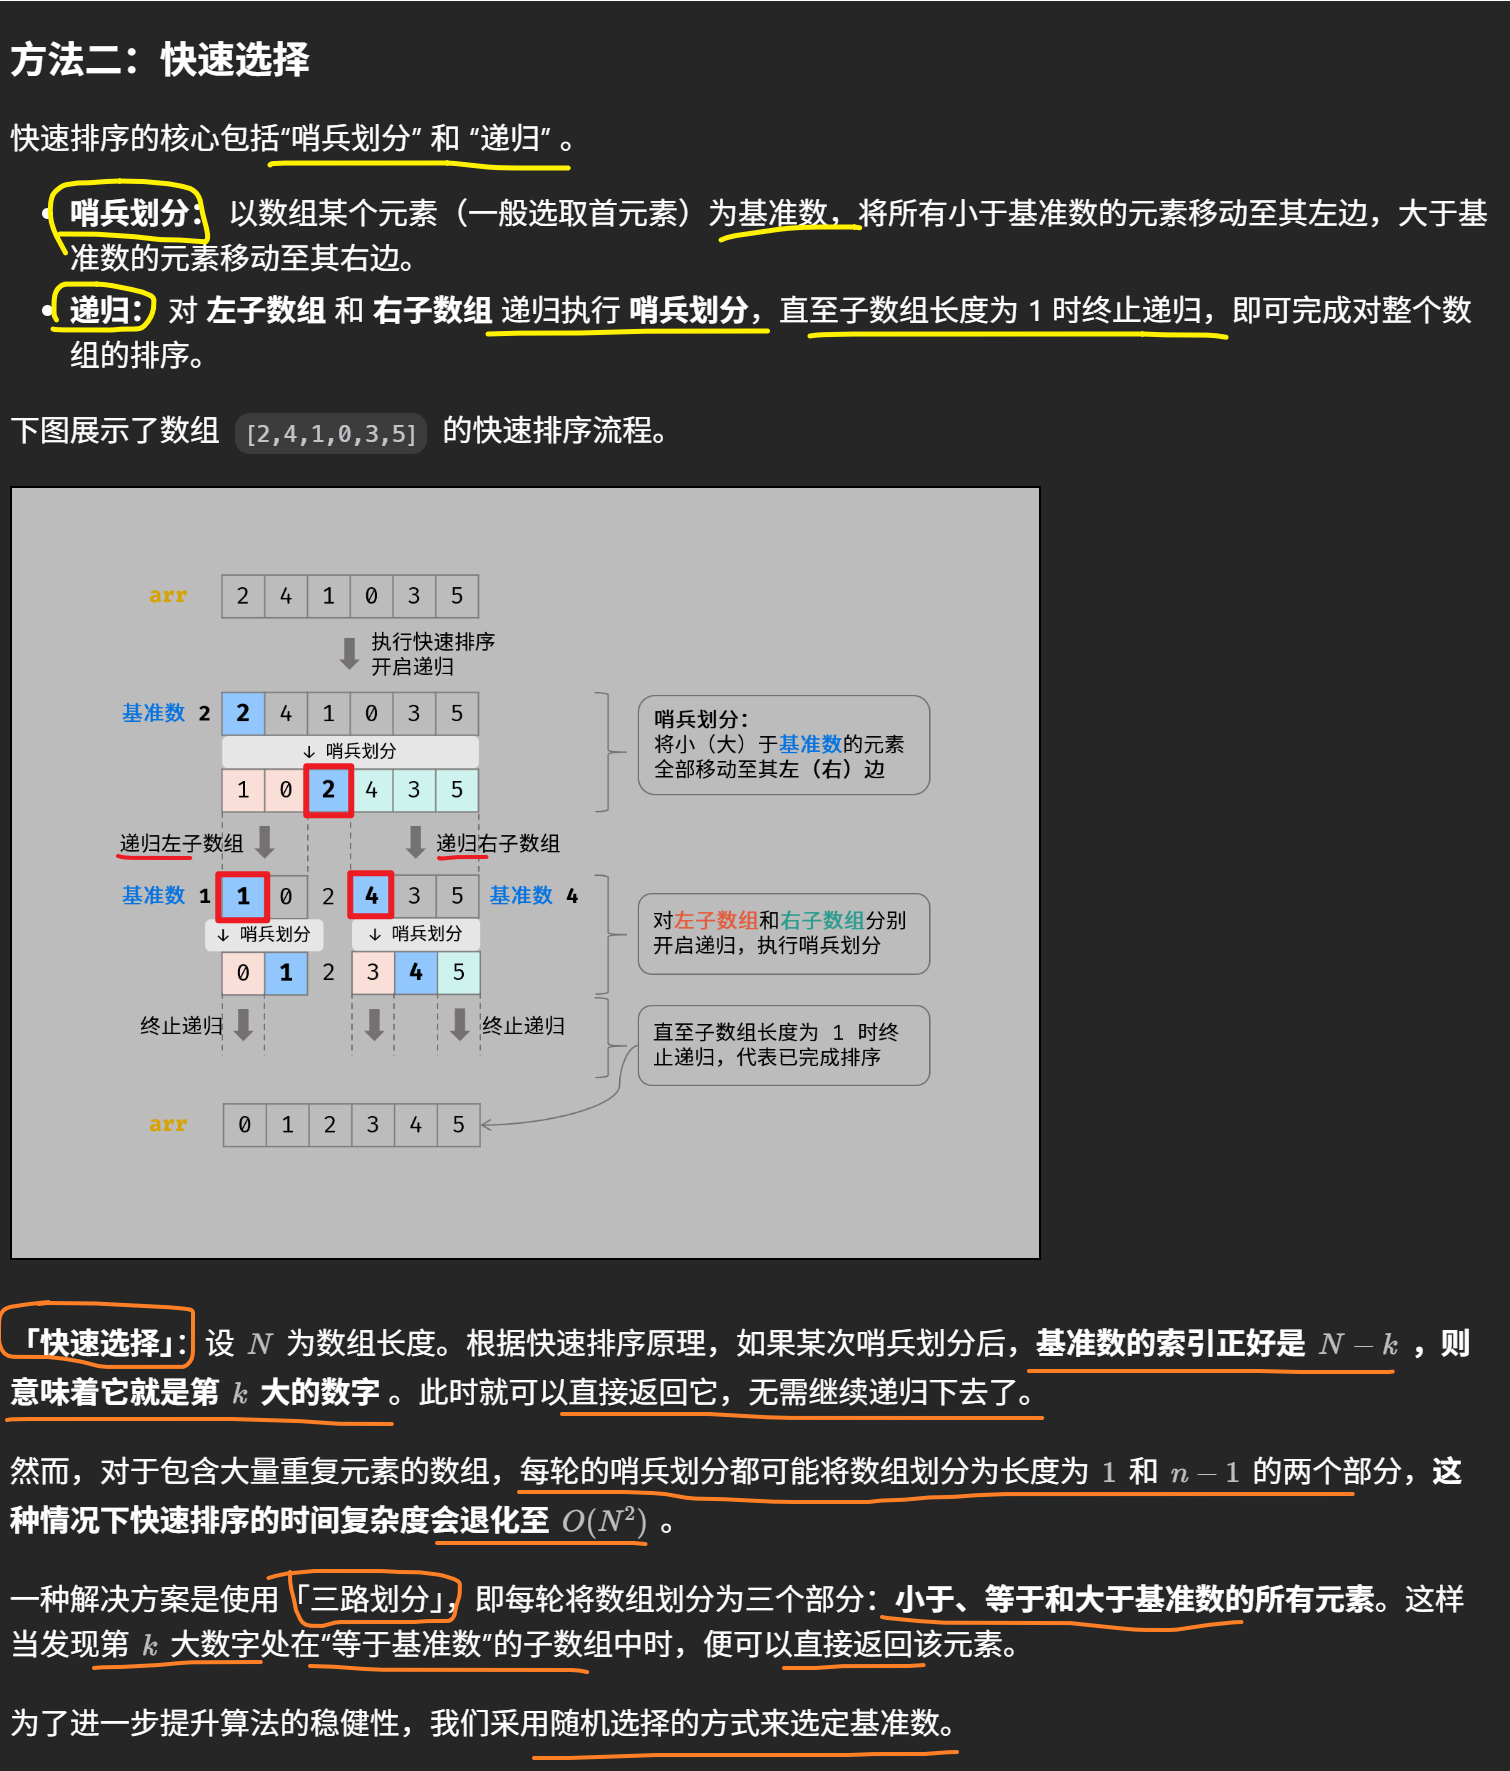 方法二：快速选择
快速排序的核心包括“哨兵划分” 和 “递归” 。
哨兵划分： 以数组某个元素（一般选取首元素）为基准数，将所有小于基准数的元素移动至其左边，大于基
准数的元素移动至其右边。
递归： 对 左子数组 和 右子数组 递归执行 哨兵划分，直至子数组长度为 1 时终止递归，即可完成对整个数
组的排序。
下图展示了数组 [2,4,1,0,3,5] 的快速排序流程。
arr 2 4 1 0 3 5
执行快速排序
开启递归
基准数 2 2 4 1 0 3 5
↓ 哨兵划分
1 0 2 4 3 5
哨兵划分：
将小（大）于基准数的元素
全部移动至其左（右）边
递归左子数组 递归右子数组
基准数 1 1 0 2 4 3 5 基准数 4
↓ 哨兵划分 ↓ 哨兵划分
0 1 2 3 4 5
对左子数组和右子数组分别
开启递归，执行哨兵划分
终止递归 终止递归
直至子数组长度为 1 时终
止递归，代表已完成排序
arr 0 1 2 3 4 5
「快速选择」：设 N 为数组长度。根据快速排序原理，如果某次哨兵划分后，基准数的索引正好是 N − k ，则
意味着它就是第 k 大的数字 。此时就可以直接返回它，无需继续递归下去了。
然而，对于包含大量重复元素的数组，每轮的哨兵划分都可能将数组划分为长度为 1 和 n − 1 的两个部分，这
种情况下快速排序的时间复杂度会退化至 O(N²) 。
一种解决方案是使用「三路划分」，即每轮将数组划分为三个部分：小于、等于和大于基准数的所有元素。这样
当发现第 k 大数字处在“等于基准数”的子数组中时，便可以直接返回该元素。
为了进一步提升算法的稳健性，我们采用随机选择的方式来选定基准数。